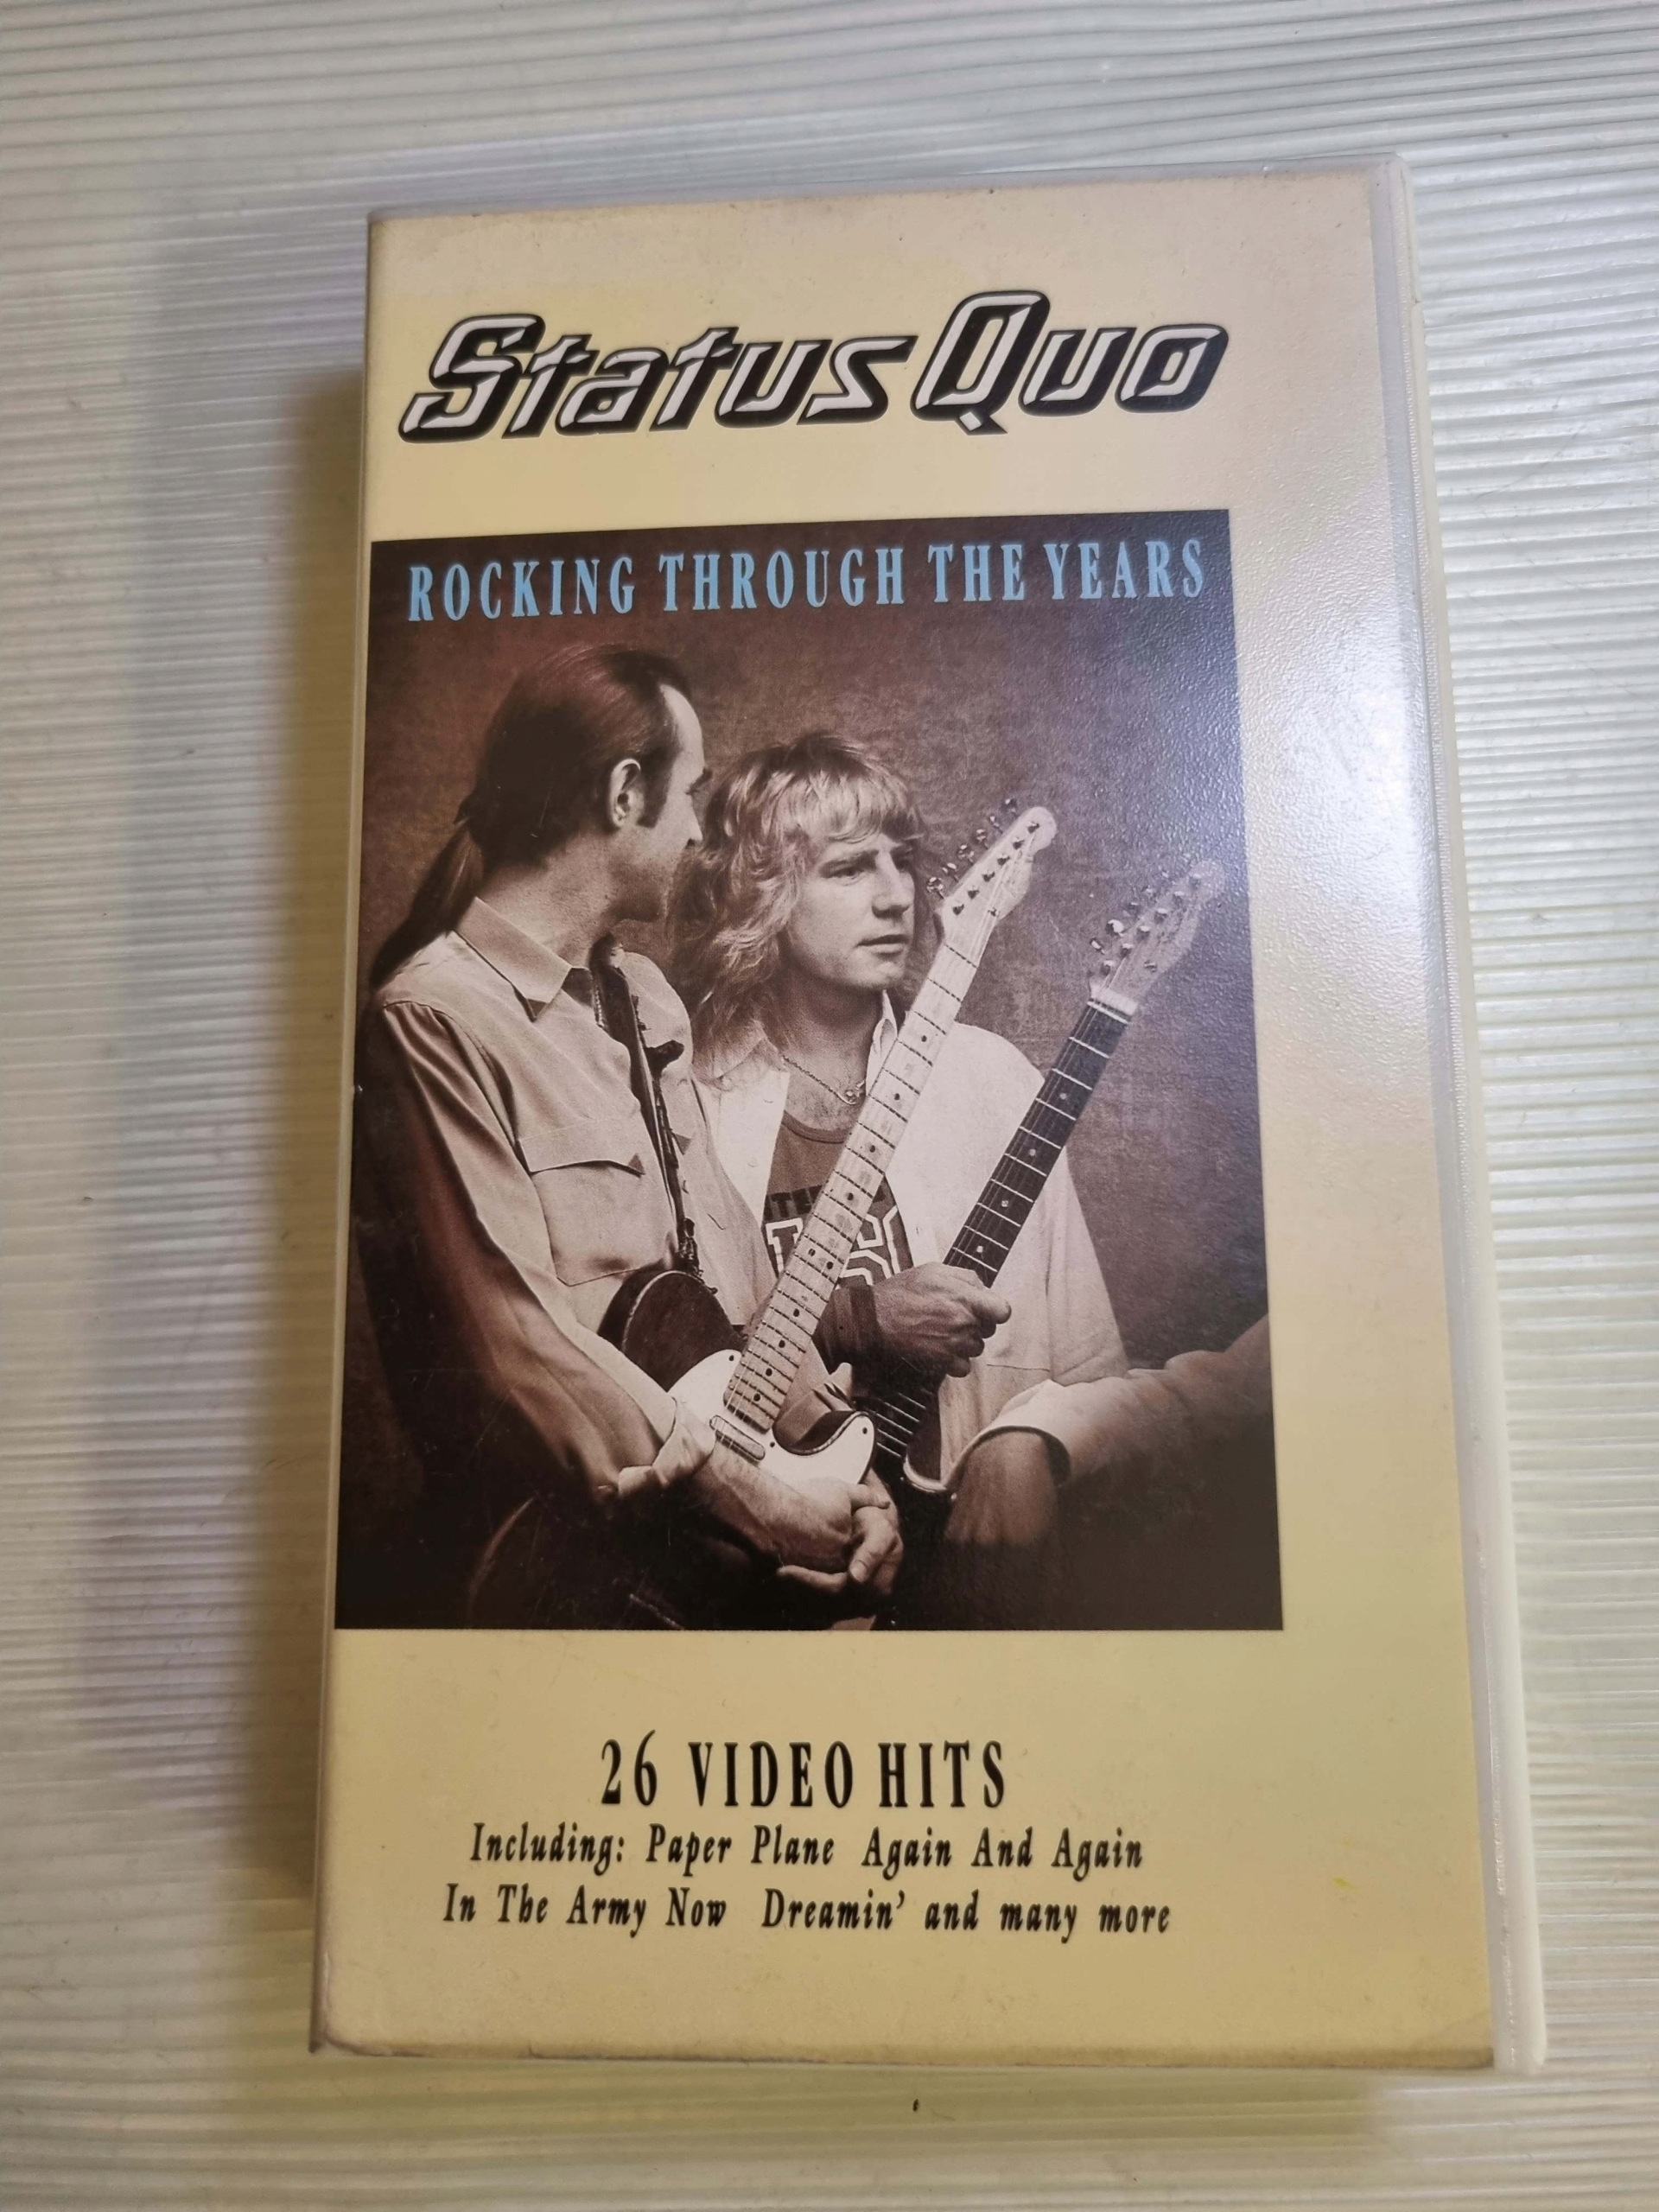 Status Quo
ROCKING THROUGH THE YEARS
26 VIDEO HITS
Including: Paper Plane Again And Again
In The Army Now Dreamin' and many more